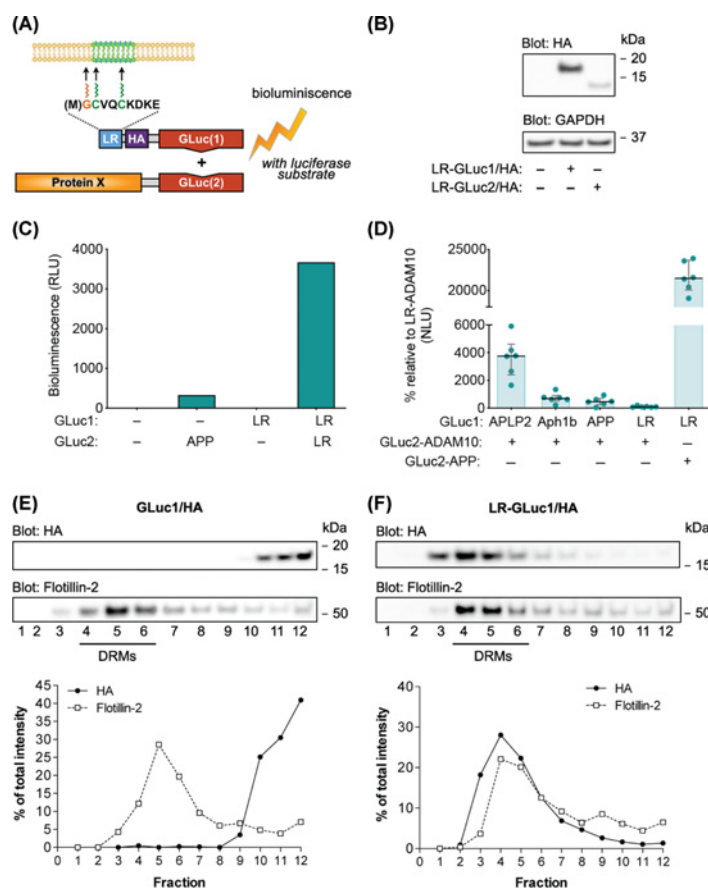 (A)
(M)GCVQCKDKE
bioluminiscence
LR HA GLuc(1)
+
with luciferase
substrate
Protein X GLuc(2)
(B)
Blot: HA kDa
– 20
– 15
Blot: GAPDH
– 37
LR-GLuc1/HA – + –
LR-GLuc2/HA – – +
(C)
Bioluminescence (RLU)
4000
3000
2000
1000
0
GLuc1: – – LR LR
GLuc2: – APP – LR
(D)
% relative to LR-ADAM10
(NLU)
25000
20000
6000
4000
2000
0
GLuc1: APLP2 Aph1b APP LR LR
GLuc2-ADAM10: + + + + –
GLuc2-APP: – – – – +
(E) GLuc1/HA
Blot: HA kDa
– 20
– 15
Blot: Flotillin-2
– 50
1 2 3 4 5 6 7 8 9 10 11 12
DRMs
% of total intensity
45
40
35
30
25
20
15
10
5
0
HA
Flotillin-2
0 1 2 3 4 5 6 7 8 9 10 11 12
Fraction
(F) LR-GLuc1/HA
Blot: HA kDa
– 15
Blot: Flotillin-2
– 50
1 2 3 4 5 6 7 8 9 10 11 12
DRMs
% of total intensity
40
30
20
10
0
HA
Flotillin-2
0 1 2 3 4 5 6 7 8 9 10 11 12
Fraction